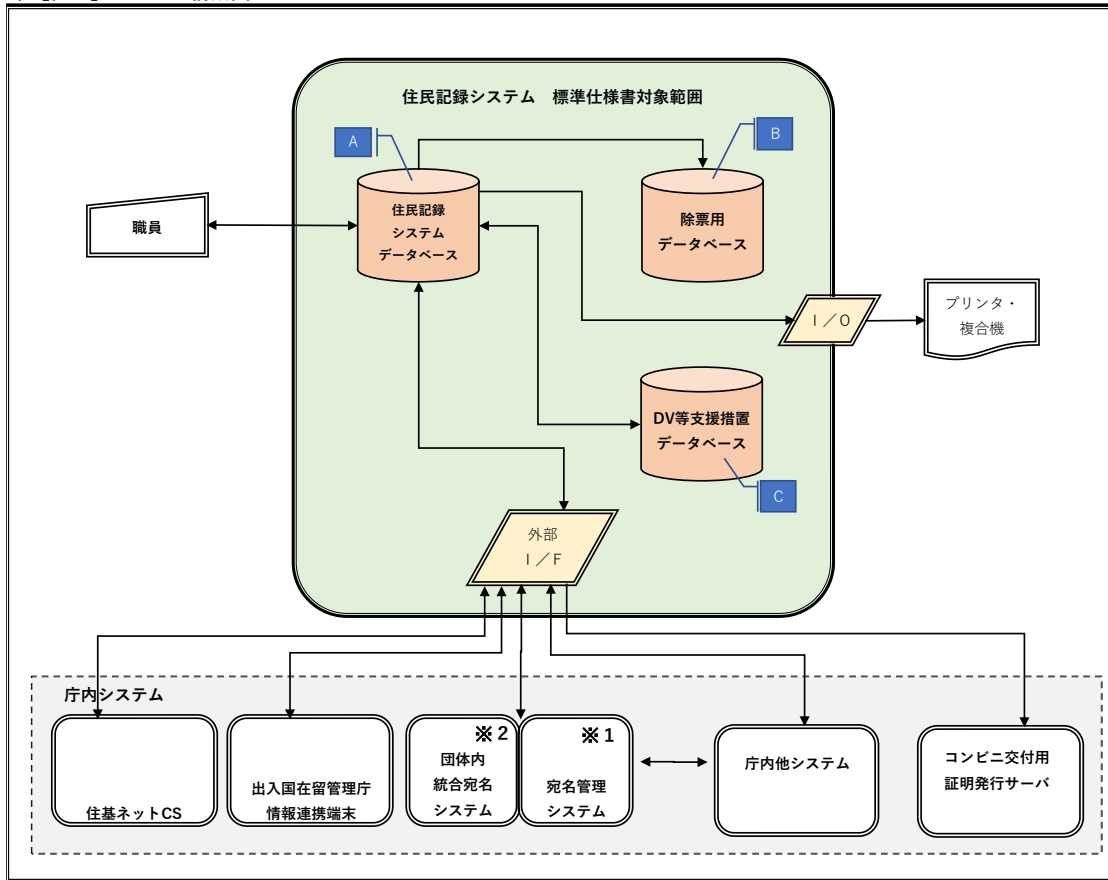 住民記録システム　標準仕様書対象範囲
A
B
住民記録
システム
データベース
除票用
データベース
職員
I／O
プリンタ・
複合機
DV等支援措置
データベース
C
外部
I／F
庁内システム
住基ネットCS
出入国在留管理庁
情報連携端末
※2
団体内
統合宛名
システム
※1
宛名管理
システム
庁内他システム
コンビニ交付用
証明発行サーバ